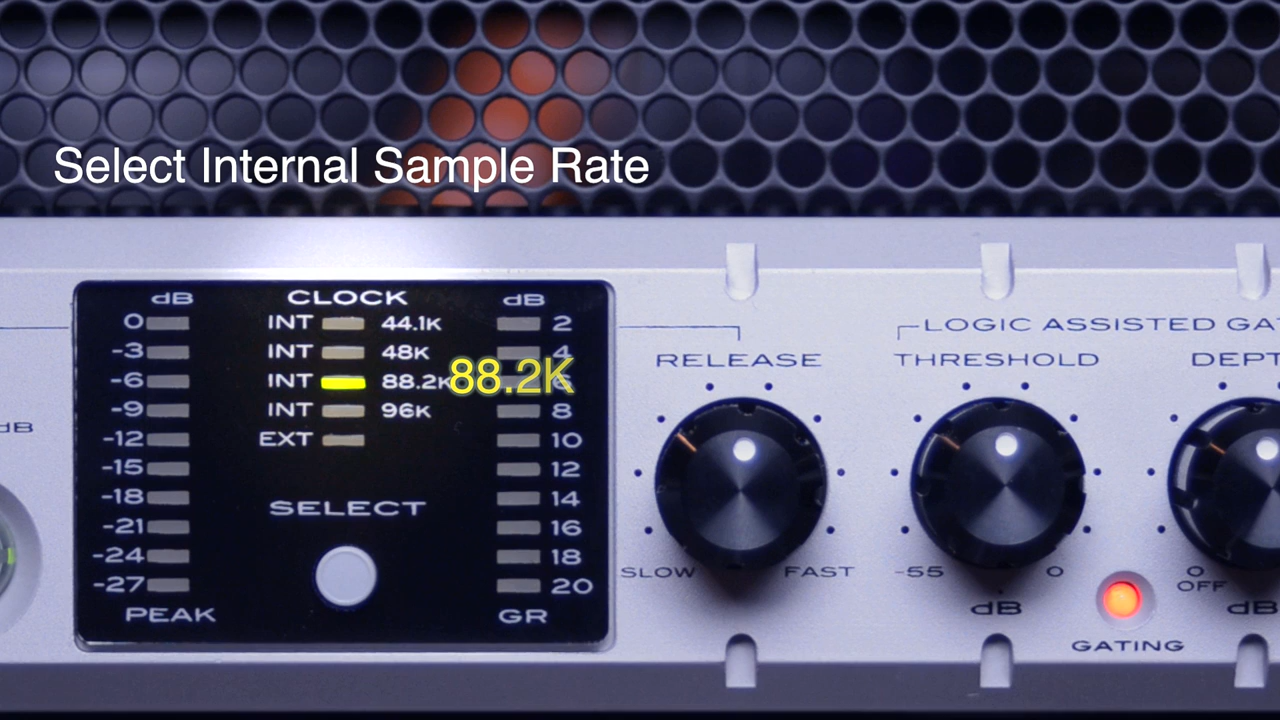 Select Internal Sample Rate
dB CLOCK dB
0 INT 44.1K 2
-3 INT 48K 4
-6 INT 88.2K 88.2K 6
-9 INT 96K 8
-12 EXT 10
-15 12
-18 SELECT 14
-21 16
-24 18
-27 20
PEAK GR
dB
RELEASE
SLOW FAST
LOGIC ASSISTED GA
THRESHOLD DEPT
-55 0
dB
GATING
0
OFF
dB